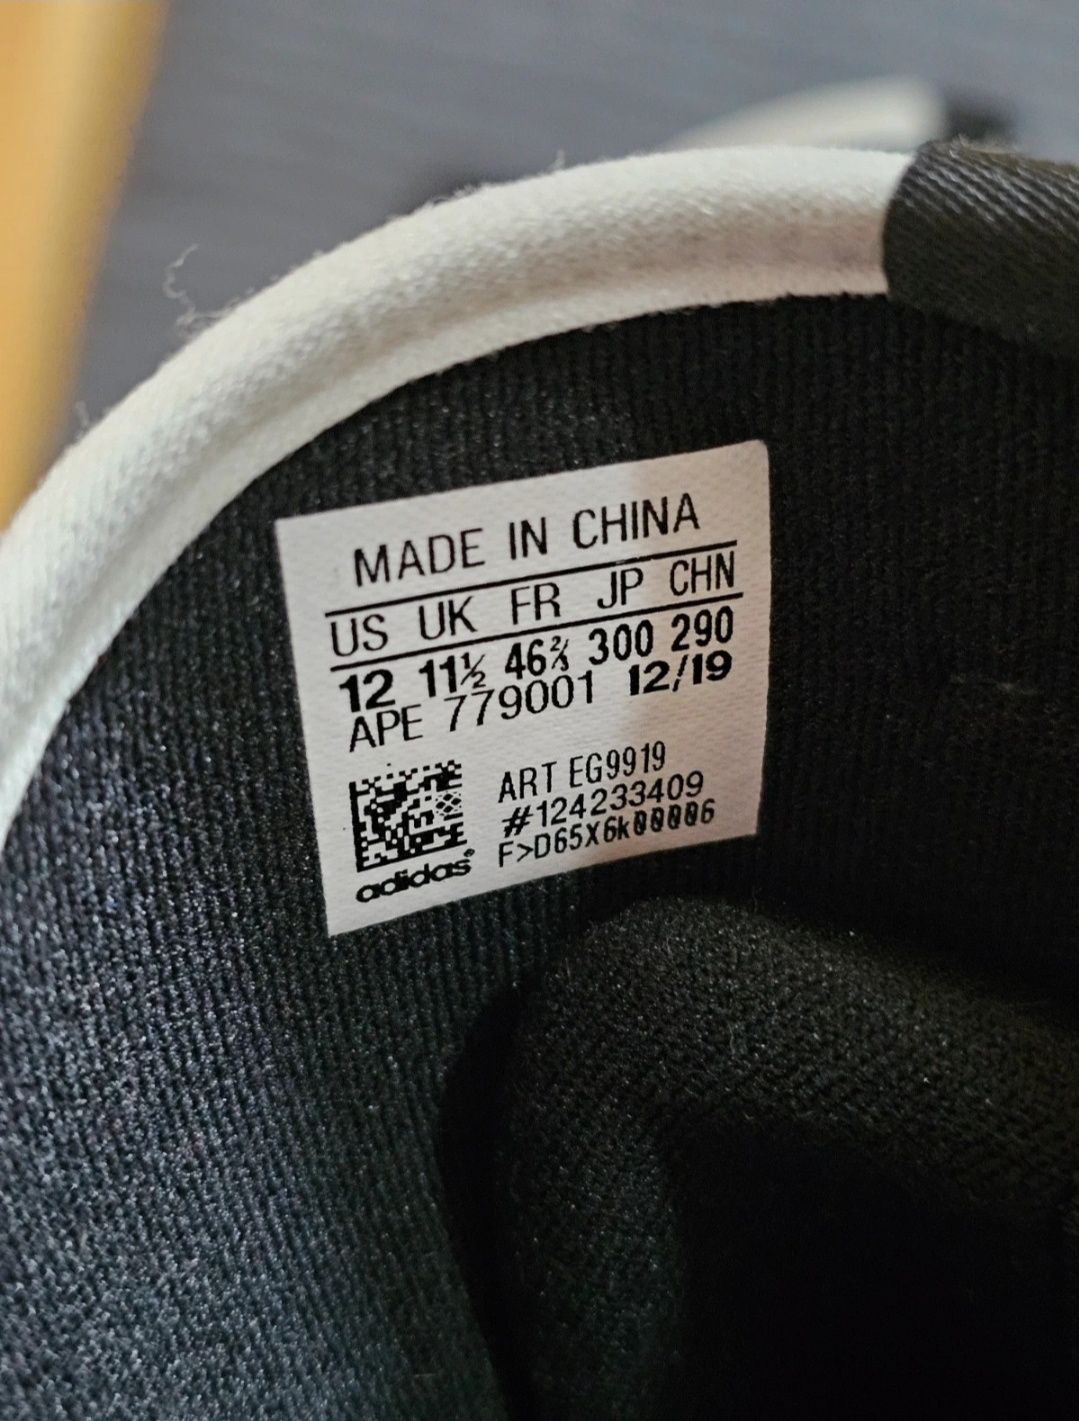 MADE IN CHINA
US UK FR JP CHN
12 11½ 46⅔ 300 290
APE 779001 12/19
ART EG9919
#124233409
F>D65X6k00006
adidas®